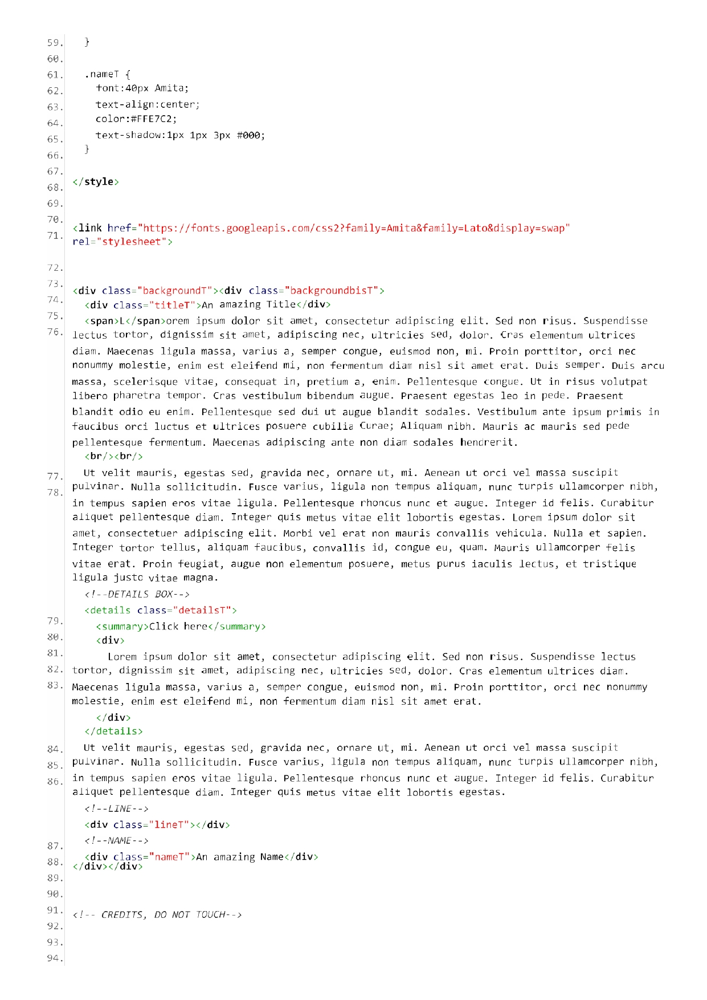 59. }
60.
61. .nameT {
62. font:40px Amita;
63. text-align:center;
64. color:#FFE7C2;
65. text-shadow:1px 1px 3px #000;
66. }
67.
68. </style>
69.
70.
71. <link href="https://fonts.googleapis.com/css2?family=Amita&family=Lato&display=swap"
rel="stylesheet">
72.
73. <div class="backgroundT"><div class="backgroundbisT">
74. <div class="titleT">An amazing Title</div>
75. <span>L</span>orem ipsum dolor sit amet, consectetur adipiscing elit. Sed non risus. Suspendisse
76. lectus tortor, dignissim sit amet, adipiscing nec, ultricies sed, dolor. Cras elementum ultrices
diam. Maecenas ligula massa, varius a, semper congue, euismod non, mi. Proin porttitor, orci nec
nonummy molestie, enim est eleifend mi, non fermentum diam nisl sit amet erat. Duis semper. Duis arcu
massa, scelerisque vitae, consequat in, pretium a, enim. Pellentesque congue. Ut in risus volutpat
libero pharetra tempor. Cras vestibulum bibendum augue. Praesent egestas leo in pede. Praesent
blandit odio eu enim. Pellentesque sed dui ut augue blandit sodales. Vestibulum ante ipsum primis in
faucibus orci luctus et ultrices posuere cubilia Curae; Aliquam nibh. Mauris ac mauris sed pede
pellentesque fermentum. Maecenas adipiscing ante non diam sodales hendrerit.
<br/><br/>
77. Ut velit mauris, egestas sed, gravida nec, ornare ut, mi. Aenean ut orci vel massa suscipit
78. pulvinar. Nulla sollicitudin. Fusce varius, ligula non tempus aliquam, nunc turpis ullamcorper nibh,
in tempus sapien eros vitae ligula. Pellentesque rhoncus nunc et augue. Integer id felis. Curabitur
aliquet pellentesque diam. Integer quis metus vitae elit lobortis egestas. Lorem ipsum dolor sit
amet, consectetuer adipiscing elit. Morbi vel erat non mauris convallis vehicula. Nulla et sapien.
Integer tortor tellus, aliquam faucibus, convallis id, congue eu, quam. Mauris ullamcorper felis
vitae erat. Proin feugiat, augue non elementum posuere, metus purus iaculis lectus, et tristique
ligula justo vitae magna.
<!--DETAILS BOX-->
<details class="detailsT">
79. <summary>Click here</summary>
80. <div>
81. Lorem ipsum dolor sit amet, consectetur adipiscing elit. Sed non risus. Suspendisse lectus
82. tortor, dignissim sit amet, adipiscing nec, ultricies sed, dolor. Cras elementum ultrices diam.
83. Maecenas ligula massa, varius a, semper congue, euismod non, mi. Proin porttitor, orci nec nonummy
molestie, enim est eleifend mi, non fermentum diam nisl sit amet erat.
</div>
</details>
84. Ut velit mauris, egestas sed, gravida nec, ornare ut, mi. Aenean ut orci vel massa suscipit
85. pulvinar. Nulla sollicitudin. Fusce varius, ligula non tempus aliquam, nunc turpis ullamcorper nibh,
86. in tempus sapien eros vitae ligula. Pellentesque rhoncus nunc et augue. Integer id felis. Curabitur
aliquet pellentesque diam. Integer quis metus vitae elit lobortis egestas.
<!--LINE-->
<div class="lineT"></div>
87. <!--NAME-->
88. <div class="nameT">An amazing Name</div>
</div></div>
89.
90.
91. <!-- CREDITS, DO NOT TOUCH-->
92.
93.
94.